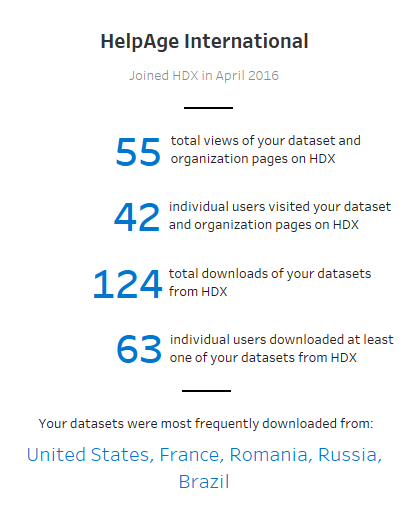 HelpAge International
Joined HDX in April 2016
55
total views of your dataset and
organization pages on HDX
42
individual users visited your dataset
and organization pages on HDX
124
total downloads of your datasets
from HDX
63
individual users downloaded at least
one of your datasets from HDX
Your datasets were most frequently downloaded from:
United States, France, Romania, Russia,
Brazil